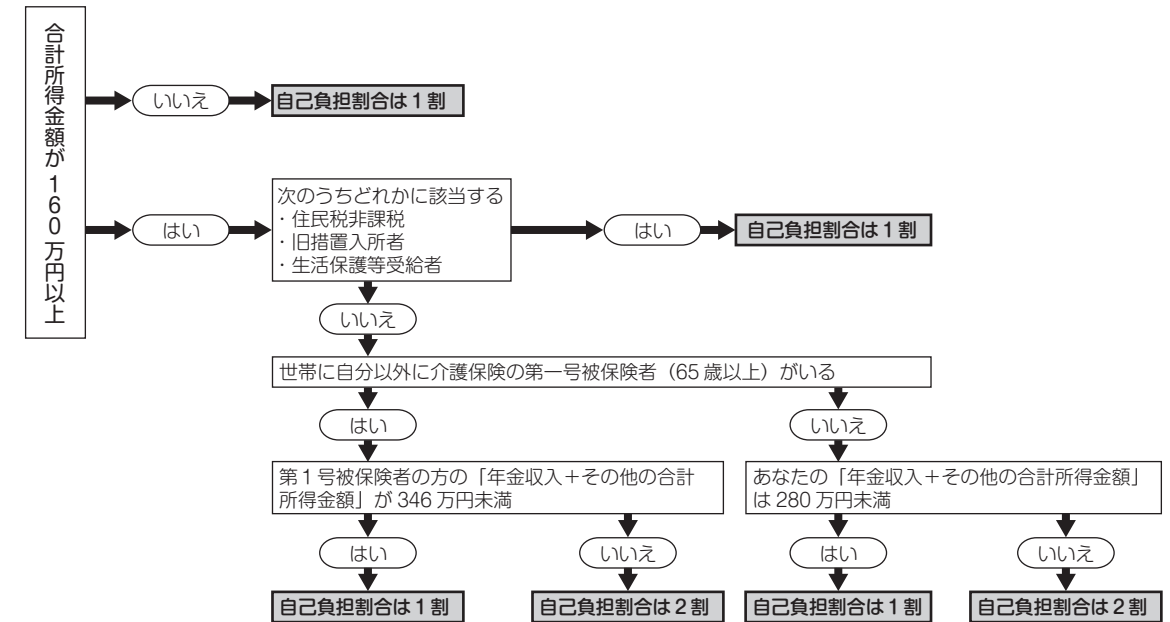 合計所得金額が160万円以上
いいえ
自己負担割合は1割
はい
次のうちどれかに該当する
・住民税非課税
・旧措置入所者
・生活保護等受給者
はい
自己負担割合は1割
いいえ
世帯に自分以外に介護保険の第一号被保険者（65歳以上）がいる
はい
いいえ
第1号被保険者の方の「年金収入＋その他の合計
所得金額」が346万円未満
あなたの「年金収入＋その他の合計所得金額」
は280万円未満
はい
いいえ
はい
いいえ
自己負担割合は1割
自己負担割合は2割
自己負担割合は1割
自己負担割合は2割